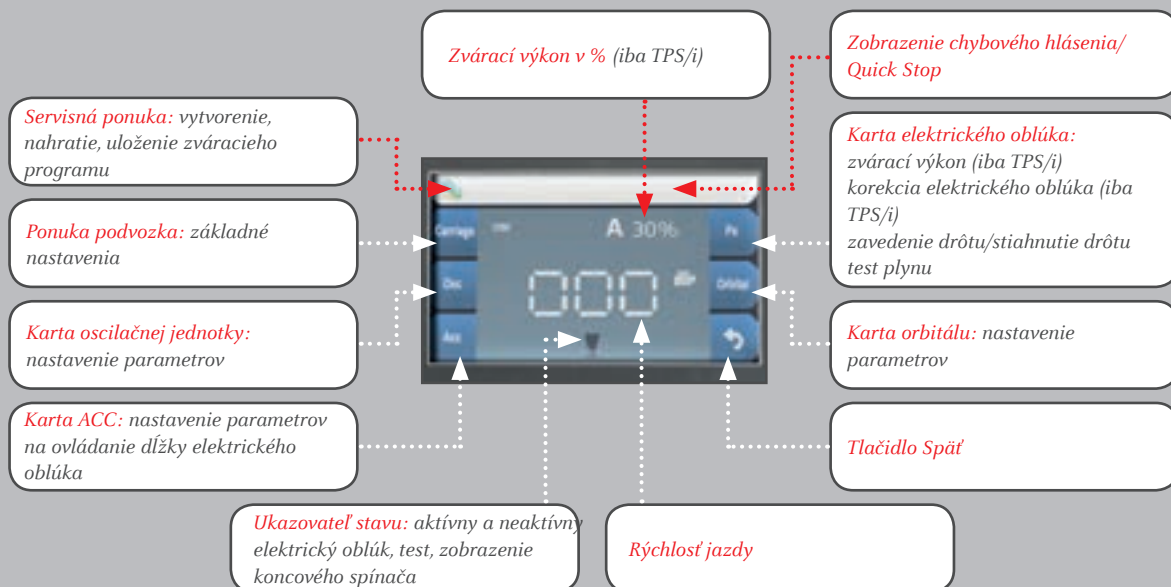 Zvárací výkon v % (iba TPS/i)
Zobrazenie chybového hlásenia/
Quick Stop
Servisná ponuka: vytvorenie,
nahratie, uloženie zváracieho
programu
Karta elektrického oblúka:
zvárací výkon (iba TPS/i)
korekcia elektrického oblúka (iba
TPS/i)
zavedenie drôtu/stiahnutie drôtu
test plynu
Ponuka podvozka: základné
nastavenia
Karta oscilačnej jednotky:
nastavenie parametrov
Karta orbitálu: nastavenie
parametrov
Karta ACC: nastavenie parametrov
na ovládanie dĺžky elektrického
oblúka
Tlačidlo Späť
Ukazovateľ stavu: aktívny a neaktívny
elektrický oblúk, test, zobrazenie
koncového spínača
Rýchlosť jazdy
Carriage
A 30%
Ps
Osc
000
Orbital
Acc